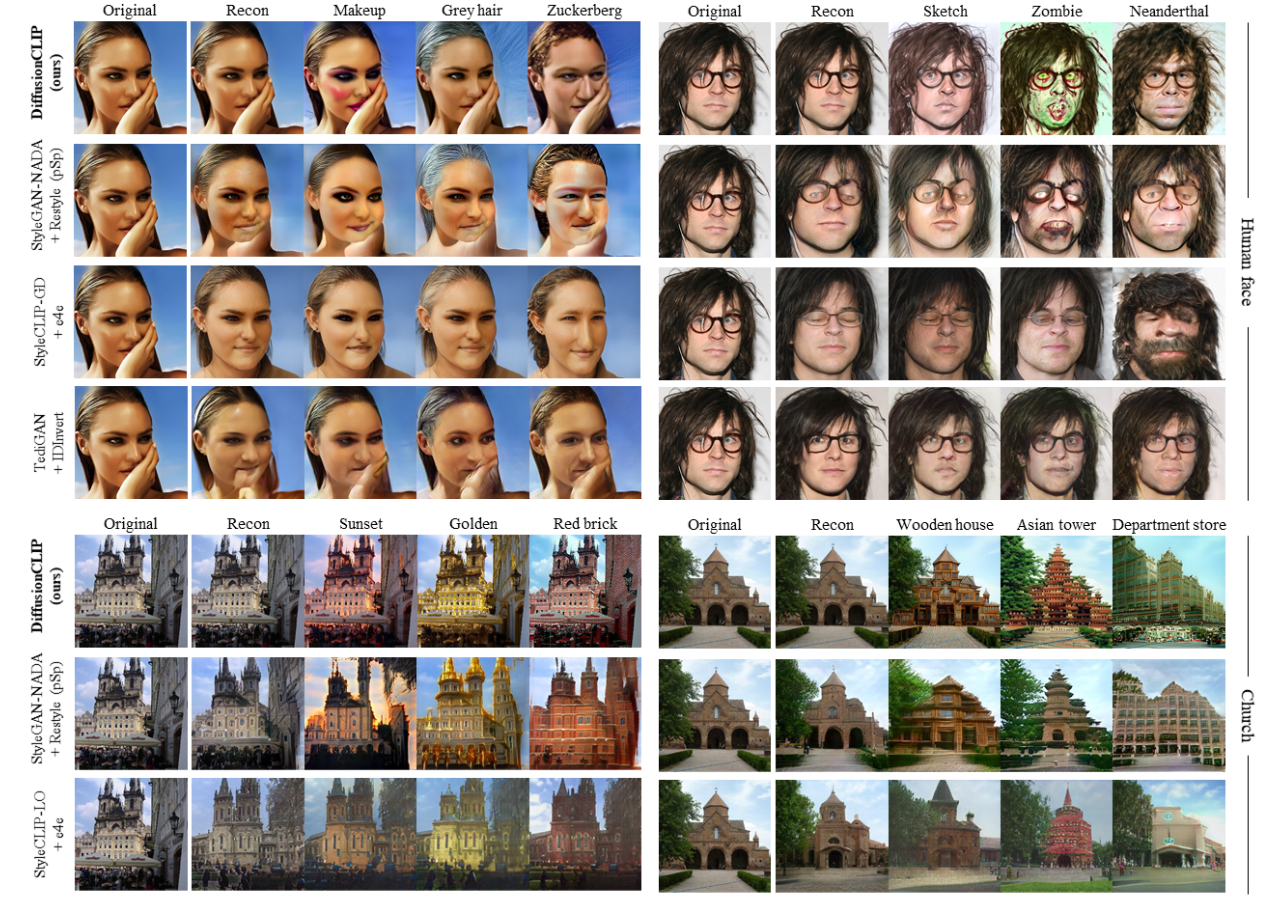 Original Recon Makeup Grey hair Zuckerberg Original Recon Sketch Zombie Neanderthal
DiffusionCLIP
(ours)
StyleGAN-NADA
+ Restyle (pSp)
StyleCLIP-GD
+ e4e
TediGAN
+ IDInvert
Human face
Original Recon Sunset Golden Red brick Original Recon Wooden house Asian tower Department store
DiffusionCLIP
(ours)
StyleGAN-NADA
+ Restyle (pSp)
StyleCLIP-LO
+ e4e
Church